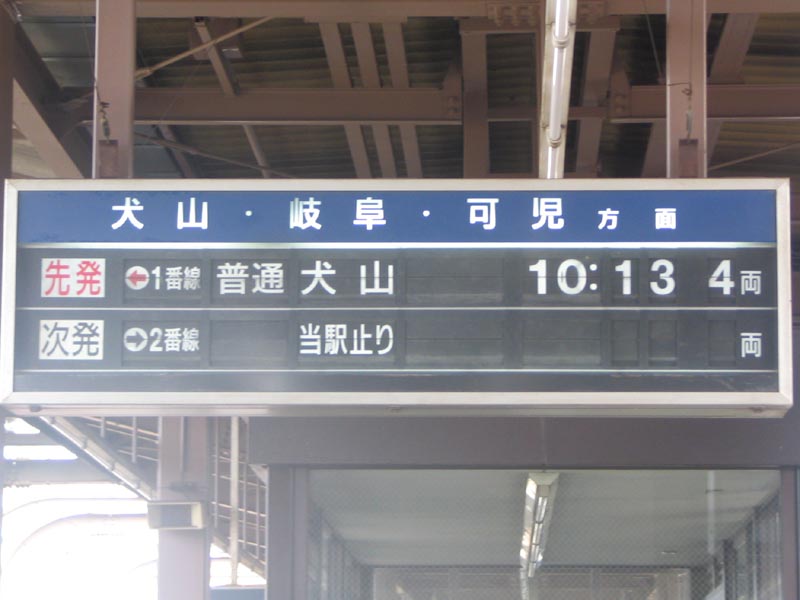 犬山・岐阜・可児方面
先発 ←1番線 普通 犬山 10:13 4両
次発 →2番線 当駅止り 両